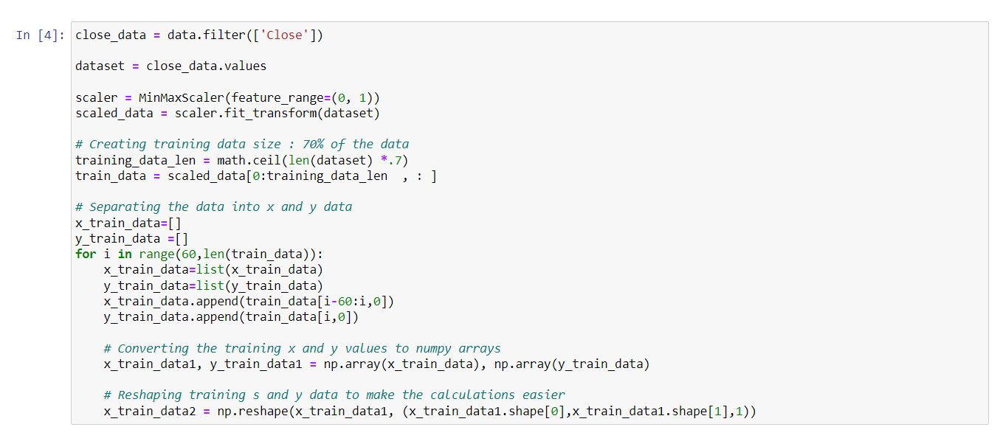 In [4]: close_data = data.filter(['Close'])
dataset = close_data.values
scaler = MinMaxScaler(feature_range=(0, 1))
scaled_data = scaler.fit_transform(dataset)
# Creating training data size : 70% of the data
training_data_len = math.ceil(len(dataset) *.7)
train_data = scaled_data[0:training_data_len  , : ]
# Separating the data into x and y data
x_train_data=[]
y_train_data =[]
for i in range(60,len(train_data)):
    x_train_data=list(x_train_data)
    y_train_data=list(y_train_data)
    x_train_data.append(train_data[i-60:i,0])
    y_train_data.append(train_data[i,0])
    # Converting the training x and y values to numpy arrays
    x_train_data1, y_train_data1 = np.array(x_train_data), np.array(y_train_data)
    # Reshaping training s and y data to make the calculations easier
    x_train_data2 = np.reshape(x_train_data1, (x_train_data1.shape[0],x_train_data1.shape[1],1))